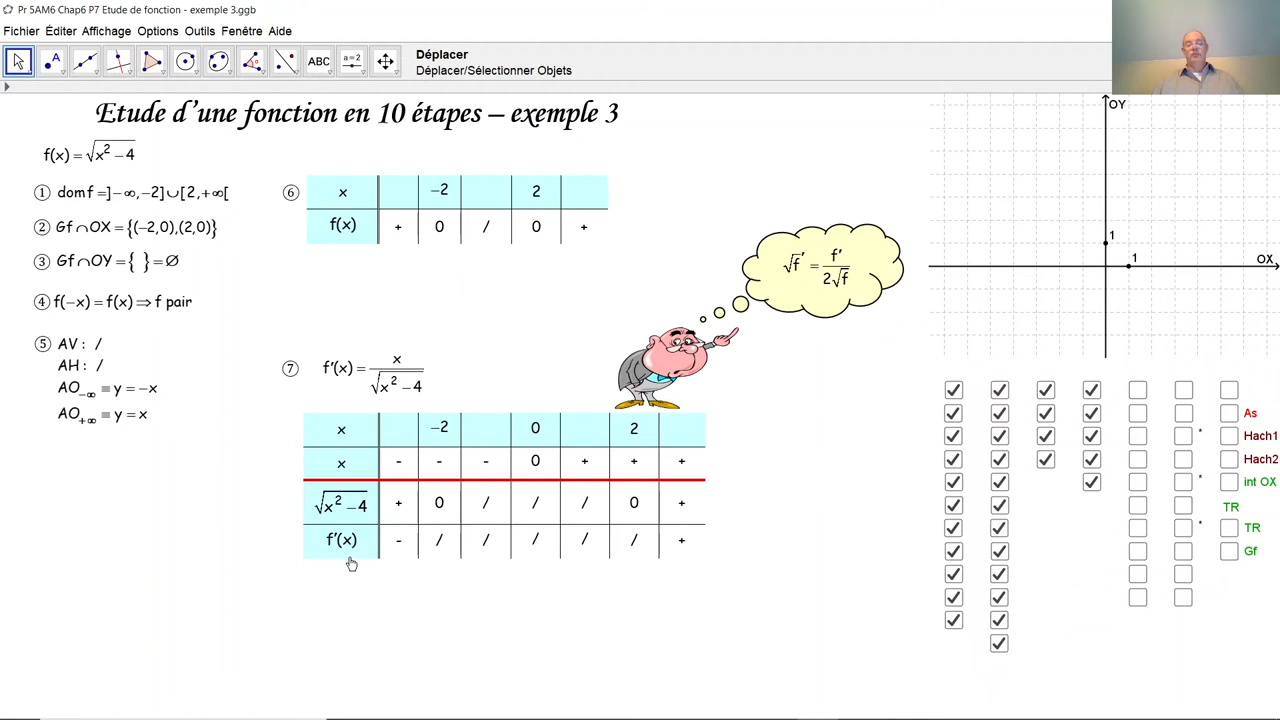 Pr 5AM6 Chap6 P7 Etude de fonction - exemple 3.ggb
Fichier Éditer Affichage Options Outils Fenêtre Aide
ABC a=2
Déplacer
Déplacer/Sélectionner Objets
Etude d'une fonction en 10 étapes – exemple 3
f(x) = √(x² − 4)
① dom f = ]−∞,−2] ∪ [2,+∞[
② Gf ∩ OX = {(−2,0),(2,0)}
③ Gf ∩ OY = { } = Ø
④ f(−x) = f(x) ⇒ f pair
⑤ AV : /
AH : /
AO₋∞ ≡ y = −x
AO₊∞ ≡ y = x
⑥ x −2 2
f(x) + 0 / 0 +
√f ′ = f′/(2√f)
⑦ f′(x) = x/√(x² − 4)
x −2 0 2
x - - - 0 + + +
√(x² − 4) + 0 / / / 0 +
f′(x) - / / / / / +
OY
1
1
OX
As
* Hach1
Hach2
* int OX
TR
* TR
Gf